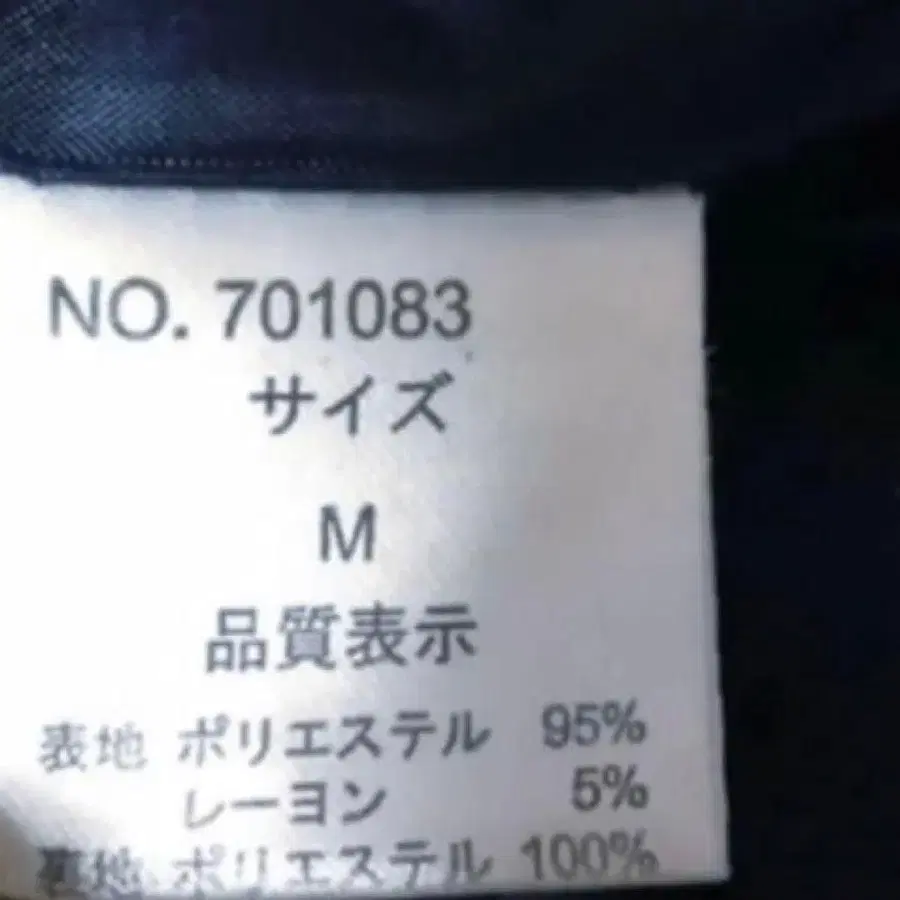 NO. 701083
サイズ
M
品質表示
表地 ポリエステル 95%
レーヨン 5%
裏地 ポリエステル 100%